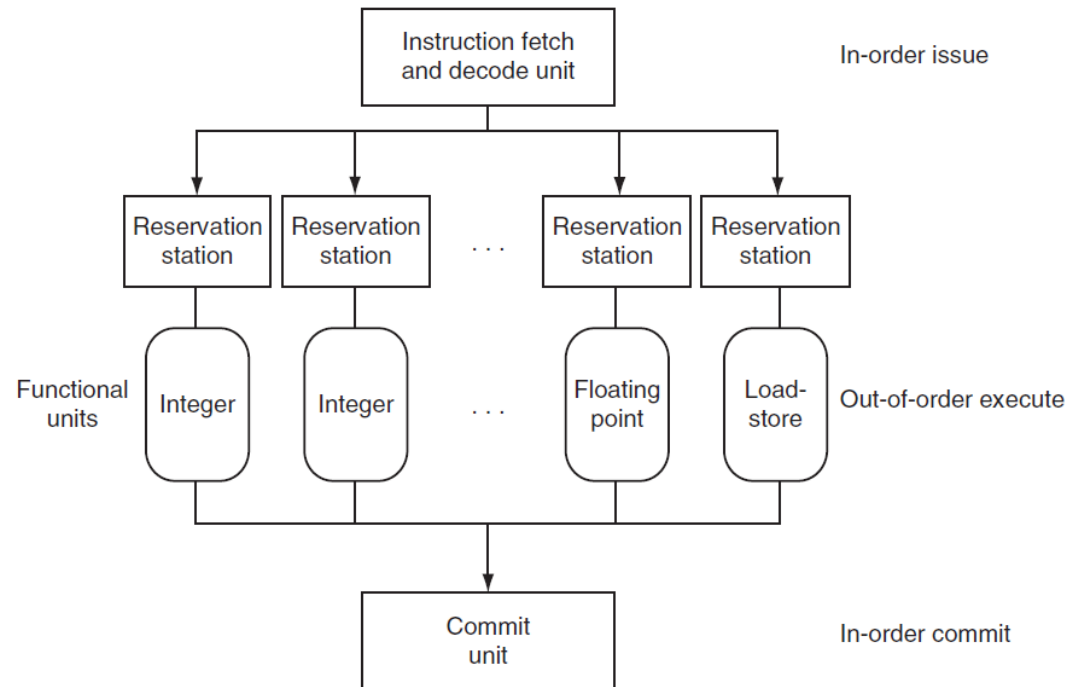 Instruction fetch
and decode unit
In-order issue
Reservation
station
Reservation
station
. . .
Reservation
station
Reservation
station
Functional
units
Integer
Integer
. . .
Floating
point
Load-
store
Out-of-order execute
Commit
unit
In-order commit